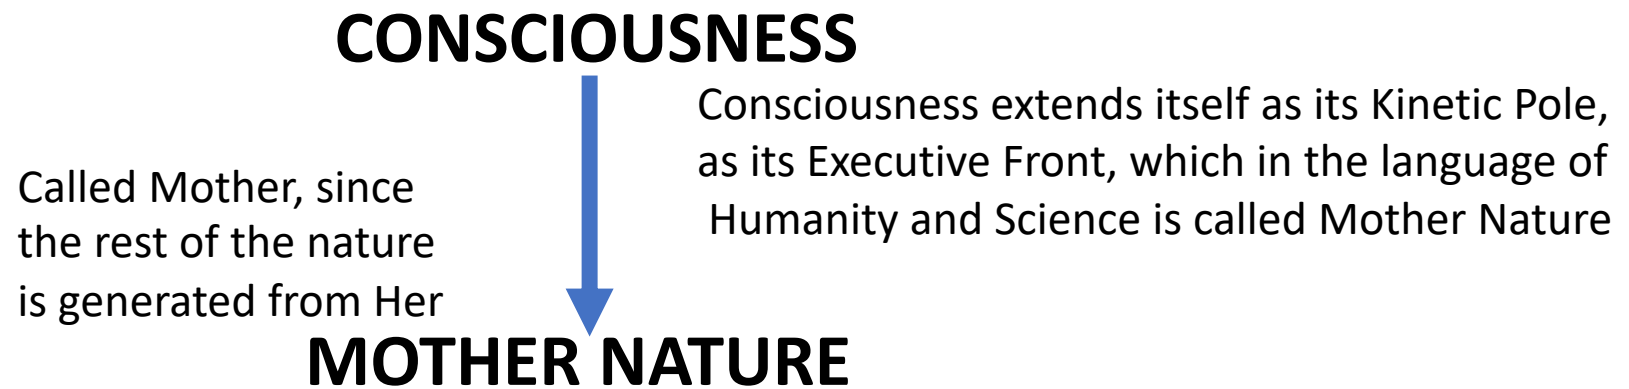 CONSCIOUSNESS
Consciousness extends itself as its Kinetic Pole,
as its Executive Front, which in the language of
Humanity and Science is called Mother Nature
Called Mother, since
the rest of the nature
is generated from Her
MOTHER NATURE